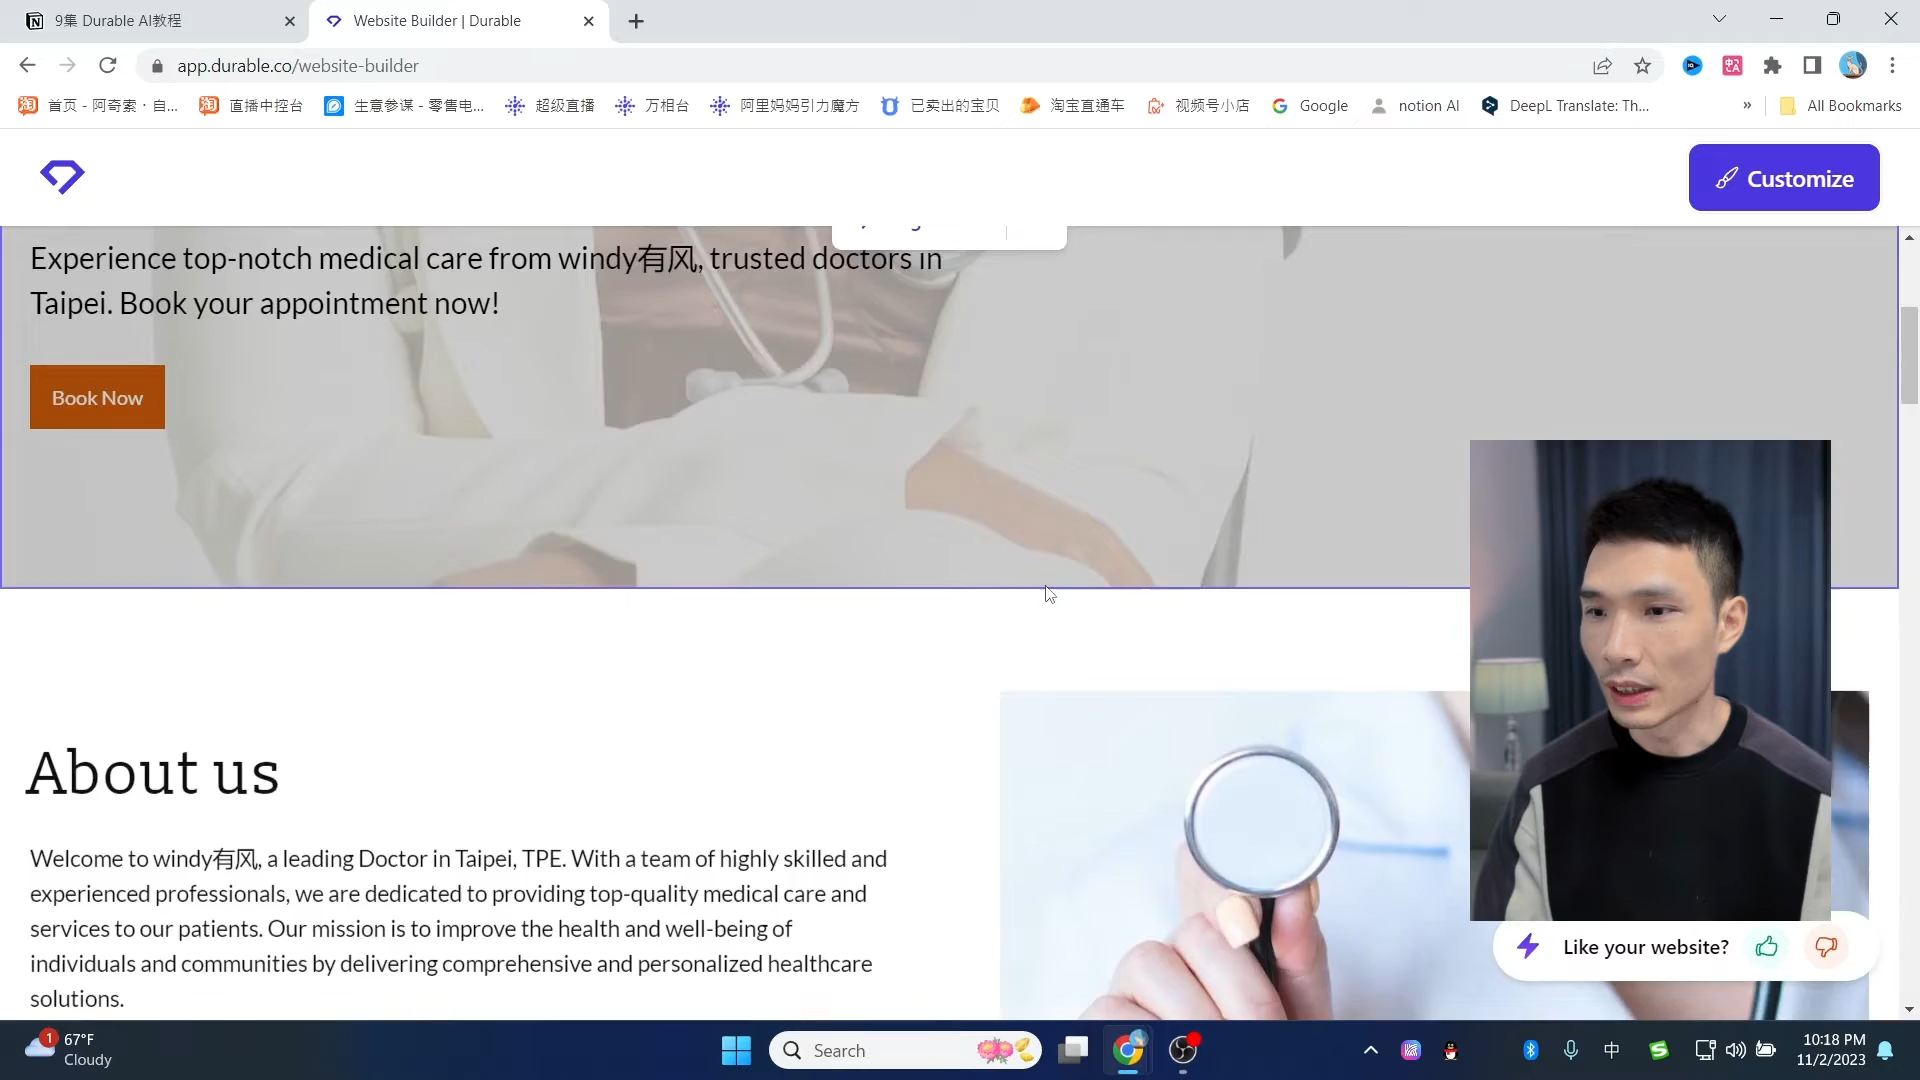 9集 Durable AI教程
Website Builder | Durable
app.durable.co/website-builder
首页 - 阿奇索 · 自...
直播中控台
生意参谋 - 零售电...
超级直播
万相台
阿里妈妈引力魔方
已卖出的宝贝
淘宝直通车
视频号小店
Google
notion AI
DeepL Translate: Th...
»
All Bookmarks
Customize
Experience top-notch medical care from windy有风, trusted doctors in
Taipei. Book your appointment now!
Book Now
About us
Welcome to windy有风, a leading Doctor in Taipei, TPE. With a team of highly skilled and
experienced professionals, we are dedicated to providing top-quality medical care and
services to our patients. Our mission is to improve the health and well-being of
individuals and communities by delivering comprehensive and personalized healthcare
solutions.
Like your website?
1
67°F
Cloudy
Search
中
10:18 PM
11/2/2023